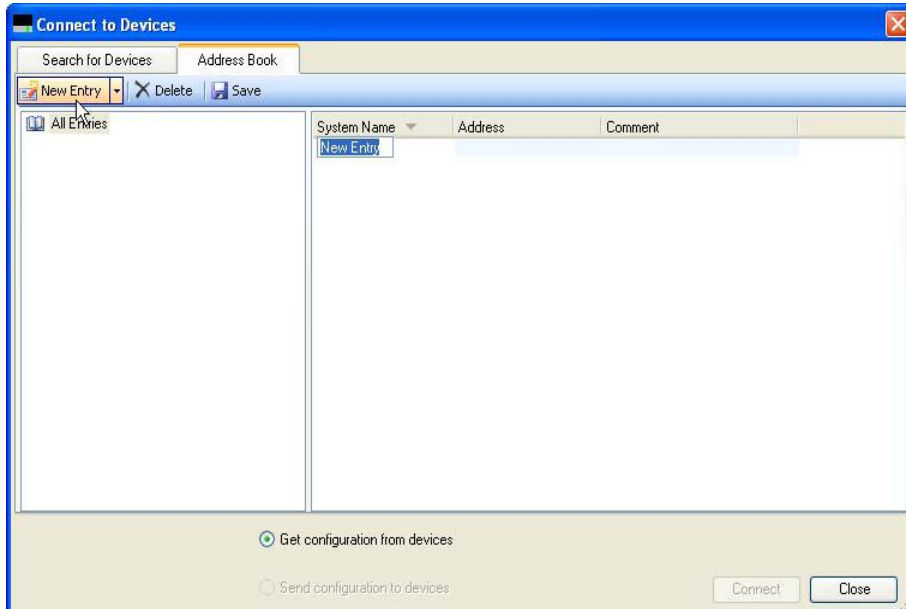 Connect to Devices
Search for Devices Address Book
New Entry Delete Save
All Entries
System Name Address Comment
New Entry
Get configuration from devices
Send configuration to devices
Connect Close